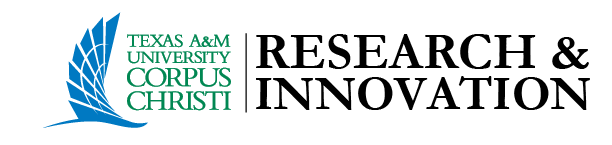 TEXAS A&M
UNIVERSITY
CORPUS
CHRISTI
RESEARCH &
INNOVATION